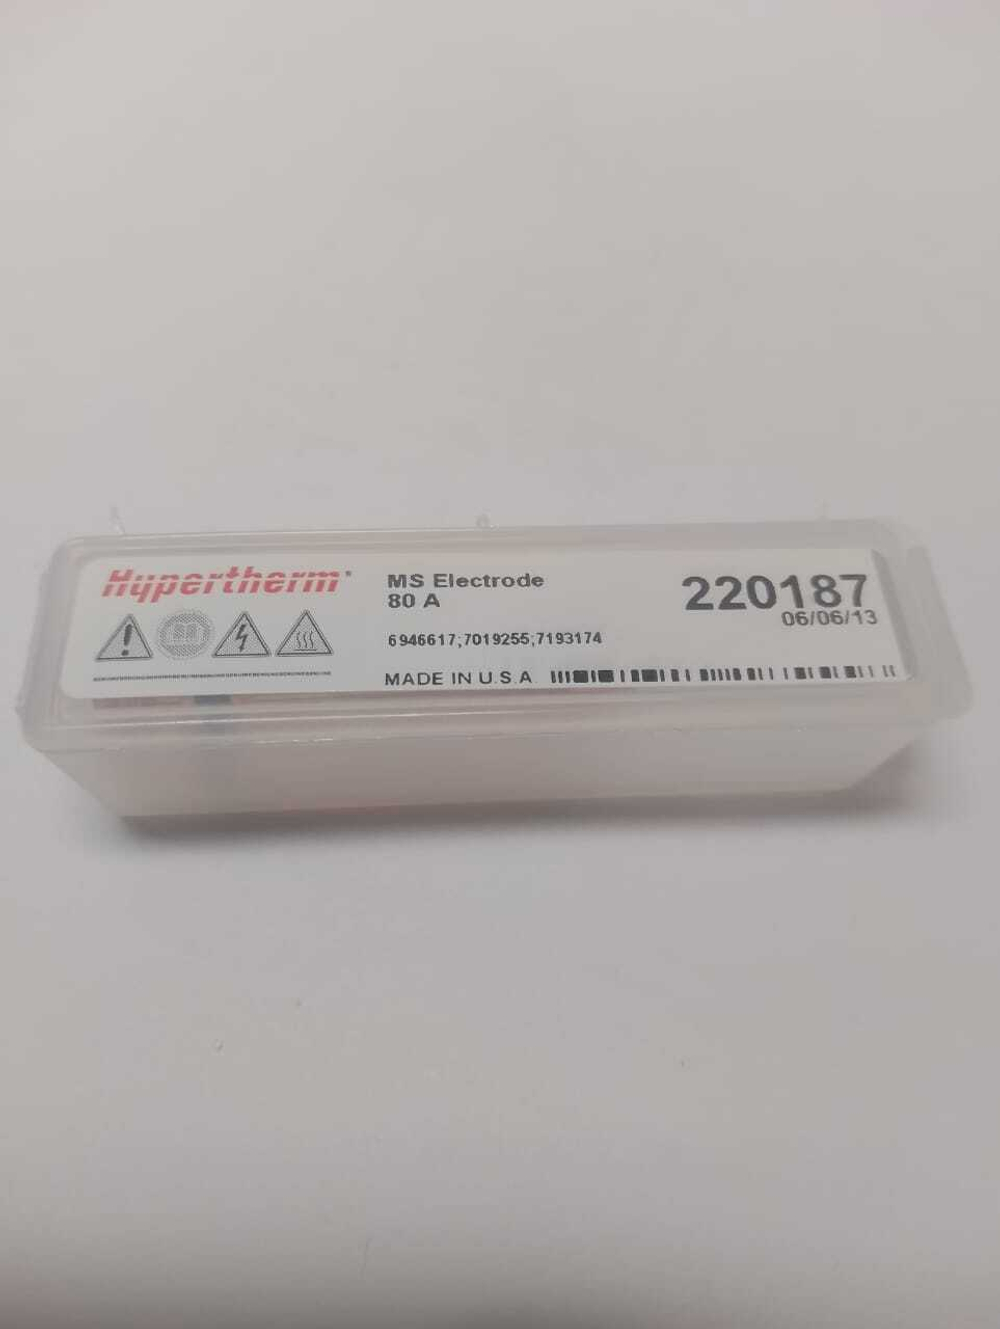 Hypertherm®
MS Electrode
80 A
220187
06/06/13
6946617;7019255;7193174
MADE IN U.S.A